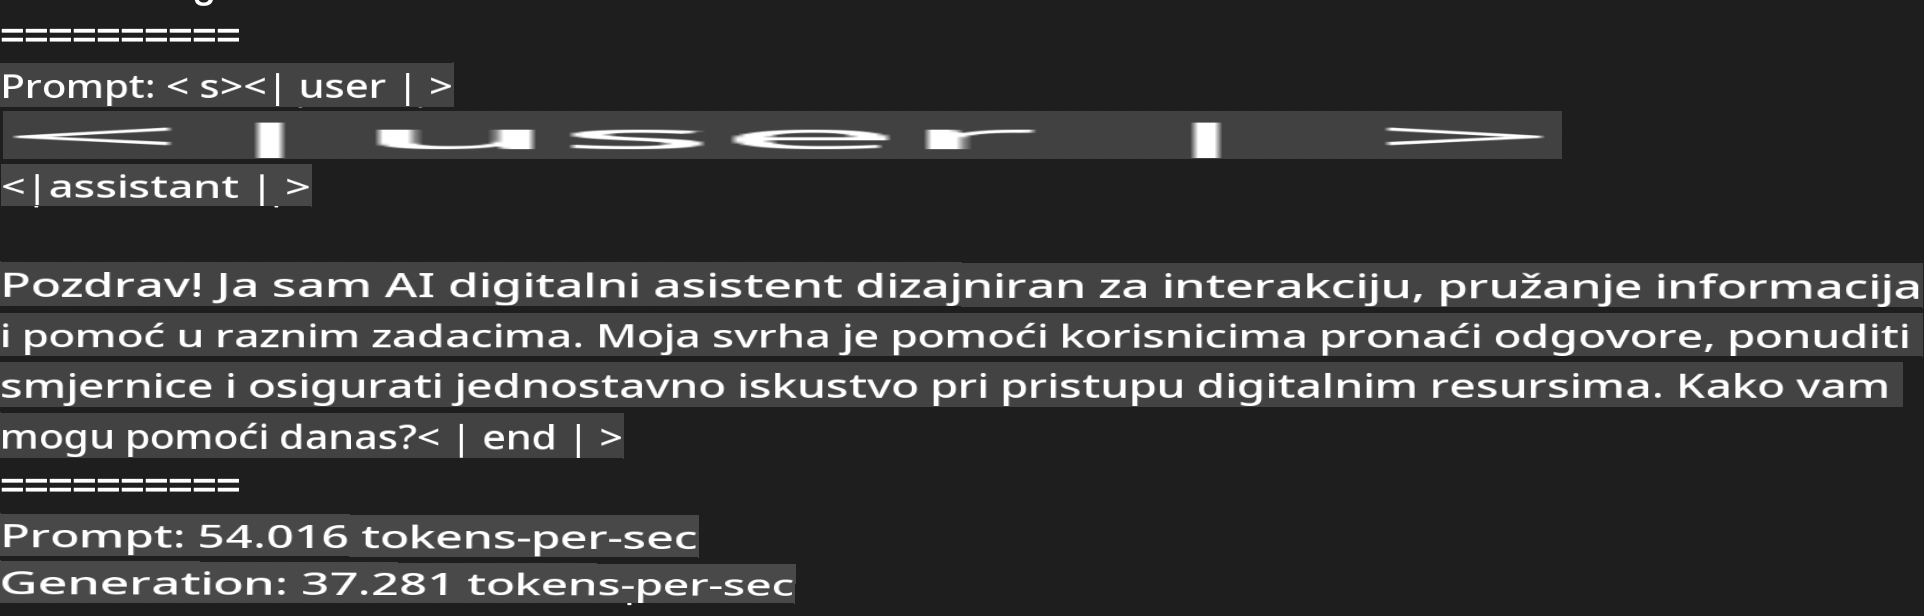 ==========
Prompt: < s><| user | >
< | user | >
<|assistant | >
Pozdrav! Ja sam AI digitalni asistent dizajniran za interakciju, pružanje informacija
i pomoć u raznim zadacima. Moja svrha je pomoći korisnicima pronaći odgovore, ponuditi
smjernice i osigurati jednostavno iskustvo pri pristupu digitalnim resursima. Kako vam
mogu pomoći danas?< | end | >
==========
Prompt: 54.016 tokens-per-sec
Generation: 37.281 tokens-per-sec